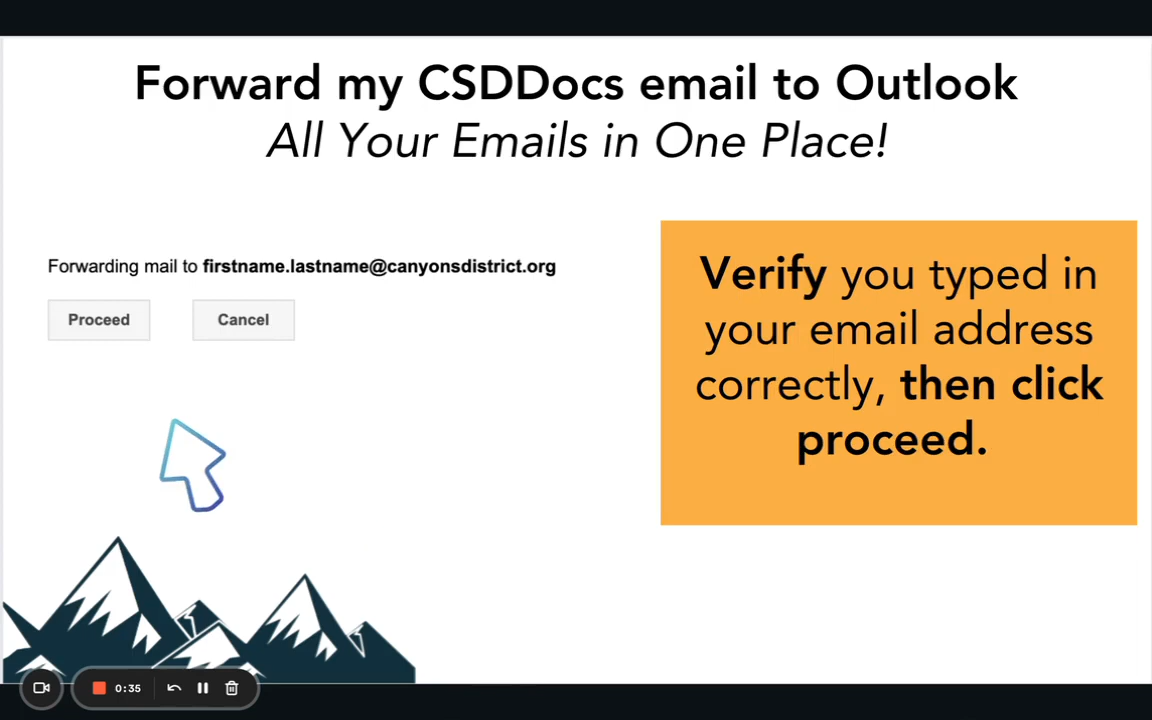 Forward my CSDDocs email to Outlook
All Your Emails in One Place!
Forwarding mail to firstname.lastname@canyonsdistrict.org
Proceed
Cancel
Verify you typed in
your email address
correctly, then click
proceed.
0:35